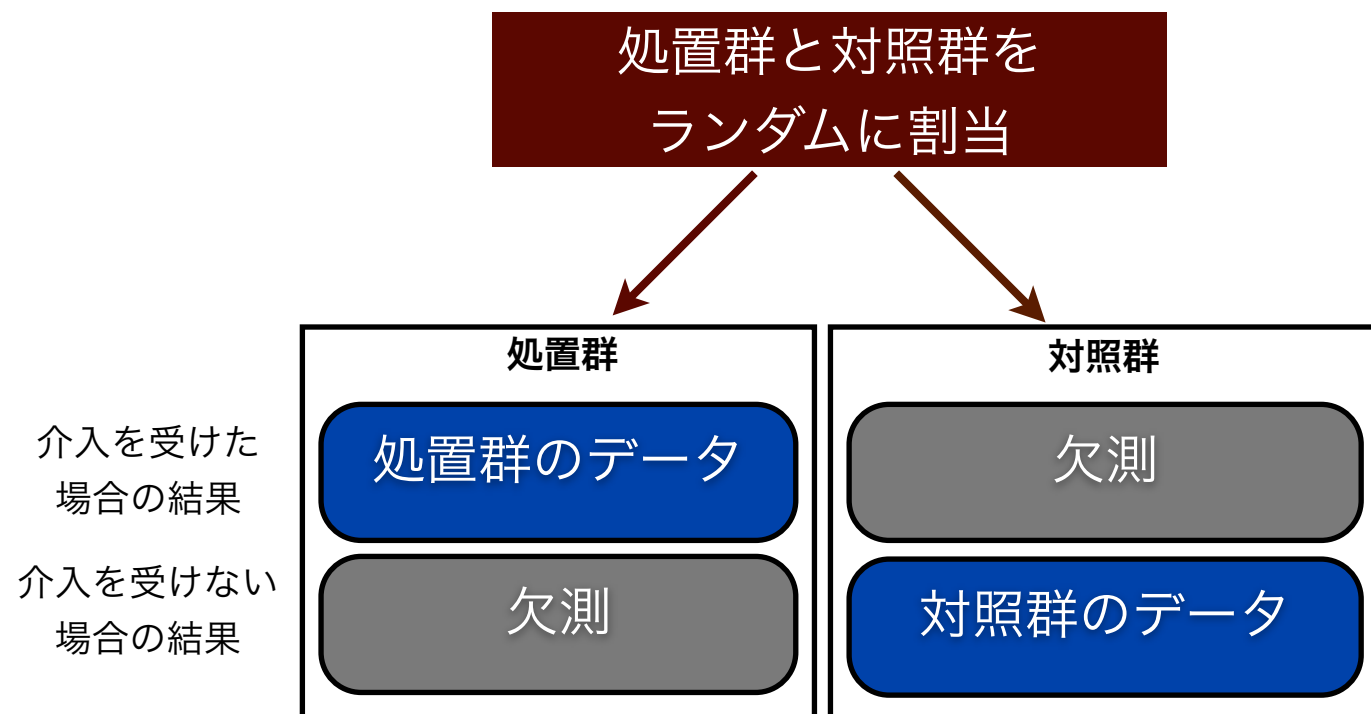 処置群と対照群を
ランダムに割当
処置群
対照群
介入を受けた
場合の結果
処置群のデータ
欠測
介入を受けない
場合の結果
欠測
対照群のデータ